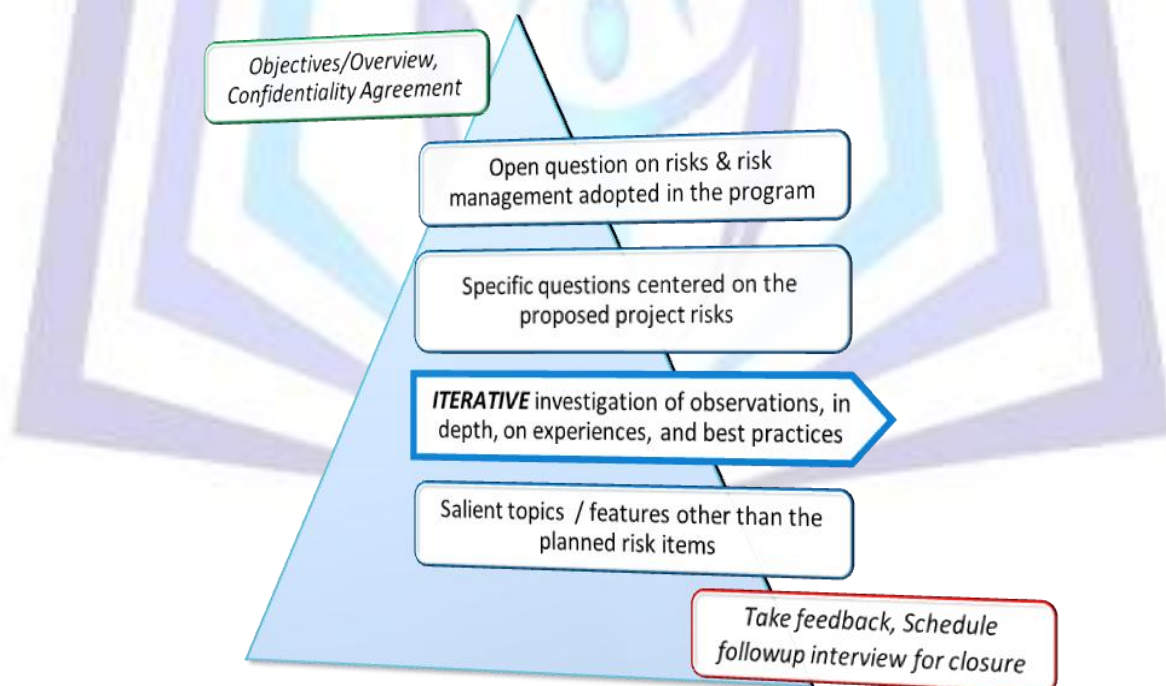 Objectives/Overview,
Confidentiality Agreement
Open question on risks & risk
management adopted in the program
Specific questions centered on the
proposed project risks
ITERATIVE investigation of observations, in
depth, on experiences, and best practices
Salient topics / features other than the
planned risk items
Take feedback, Schedule
followup interview for closure